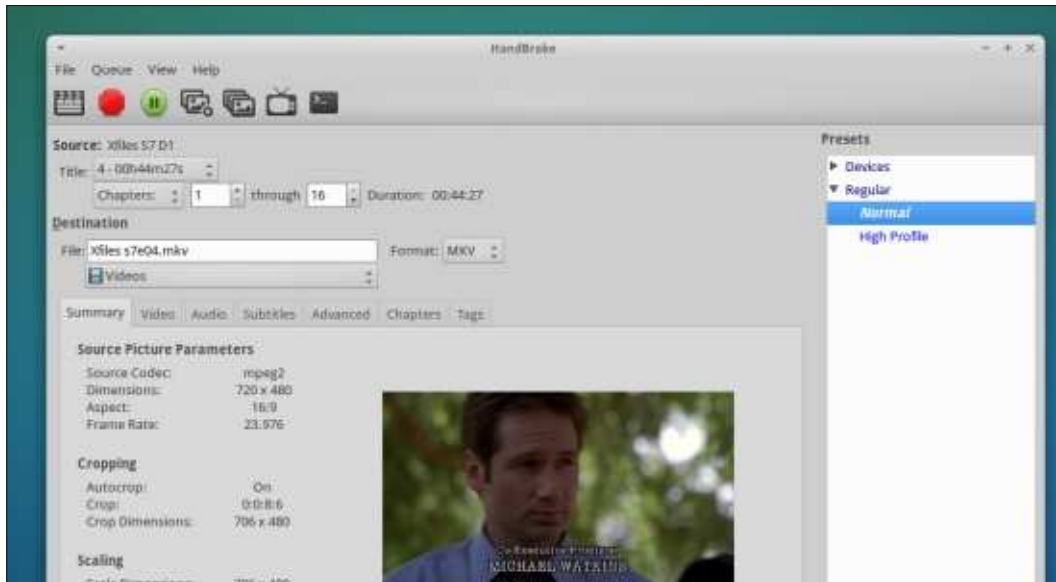 HandBrake
File Queue View Help
Source: Xfiles S7 D1
Title: 4 - 00h44m27s
Chapters: 1 through 16 Duration: 00:44:27
Destination
File: Xfiles s7e04.mkv Format: MKV
Videos
Summary Video Audio Subtitles Advanced Chapters Tags
Source Picture Parameters
Source Codec: mpeg2
Dimensions: 720 x 480
Aspect: 16:9
Frame Rate: 23.976
Cropping
Autocrop: On
Crop: 0:0:8:6
Crop Dimensions: 706 x 480
Scaling
Co-Executive Producer
MICHAEL WATKINS
Presets
Devices
Regular
Normal
High Profile